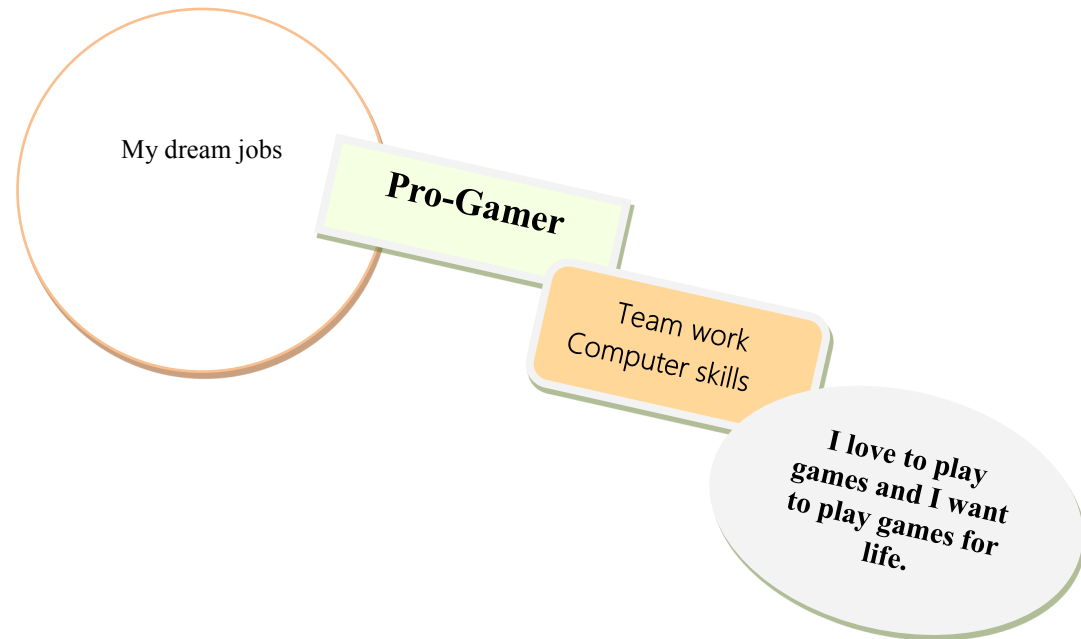 My dream jobs
Pro-Gamer
Team work
Computer skills
I love to play
games and I want
to play games for
life.